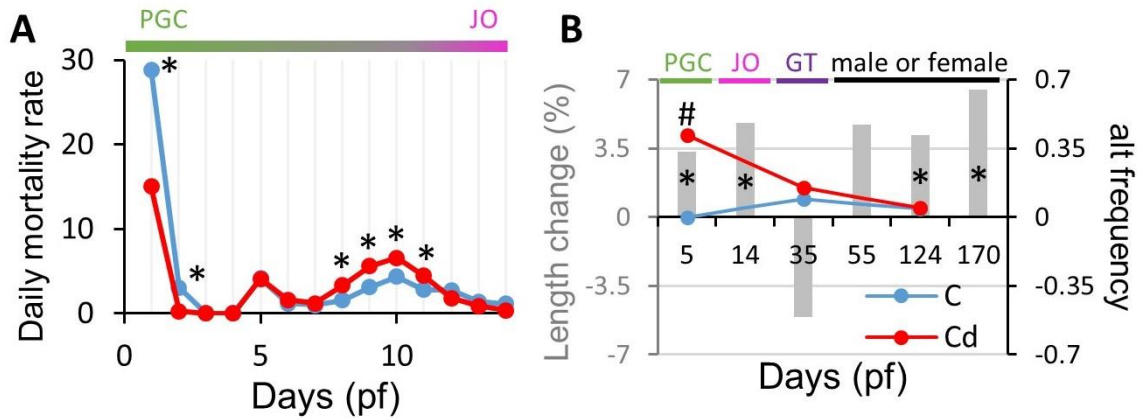 A
PGC JO
Daily mortality rate
30
20
10
0
* * * * * *
0 5 10
Days (pf)
B
PGC JO GT male or female
Length change (%)
7
3.5
0
-3.5
-7
#
* * * *
5 14 35 55 124 170
C
Cd
0.7
0.35
0
-0.35
-0.7
alt frequency
Days (pf)